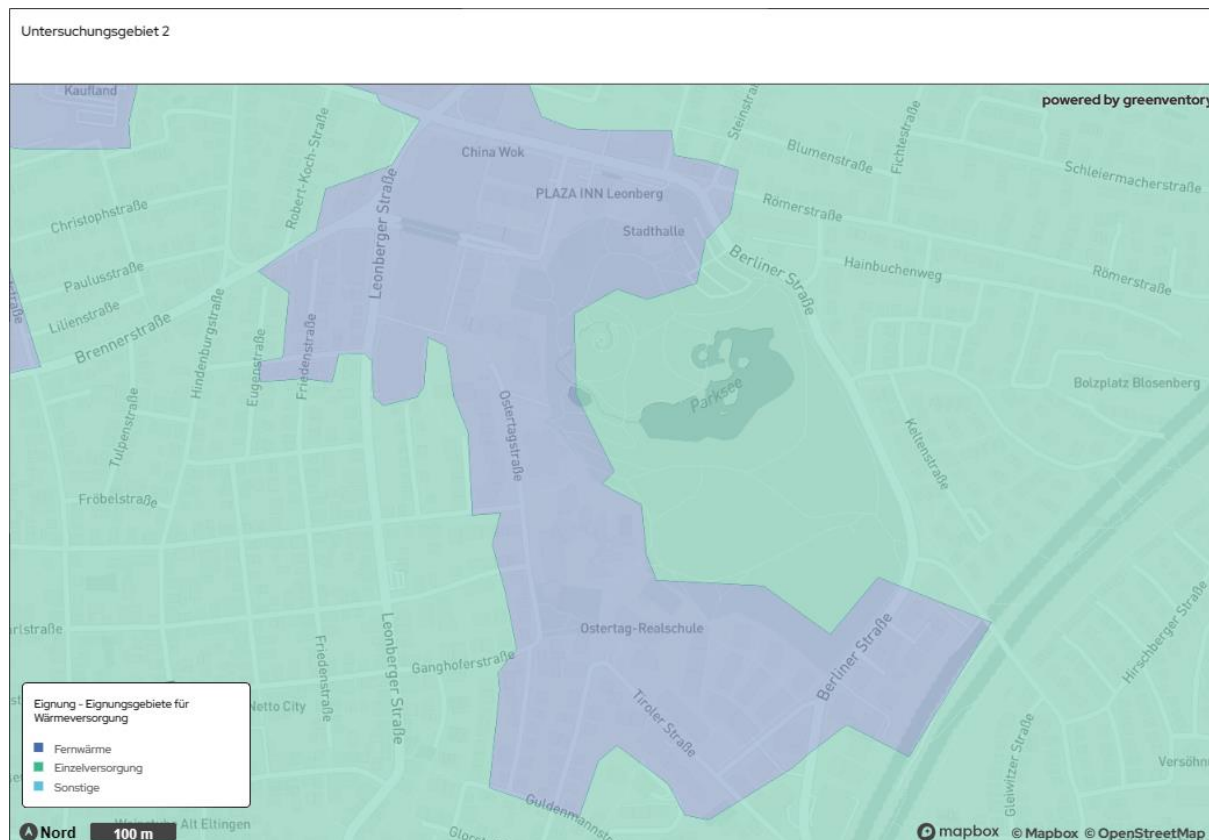 Untersuchungsgebiet 2
Kaufland
powered by greenventory
Steinstraß
Robert-Koch-Straße
China Wok
Blumenstraße
Fichtestraße
Schleiermacherstraße
Leonberger Straße
PLAZA INN Leonberg
Römerstraße
Christophstraße
Stadthalle
Berliner Straße
Hainbuchenweg
Römerstraße
Paulusstraße
Lilienstraße
Brennerstraße
Hindenburgstraße
Eugenstraße
Friedenstraße
Parksee
Bolzplatz Blosenberg
Ostertagstraße
Keltenstraße
Tulpenstraße
Fröbelstraße
Leonberger Straße
Friedenstraße
Ostertag-Realschule
Ganghoferstraße
Berliner Straße
Hirschberger Straße
Tiroler Straße
Gleiwitzer Straße
Netto City
Eignung - Eignungsgebiete für
Wärmeversorgung
Fernwärme
Einzelversorgung
Sonstige
Alt Eltingen
Nord
100 m
mapbox © Mapbox © OpenStreetMap